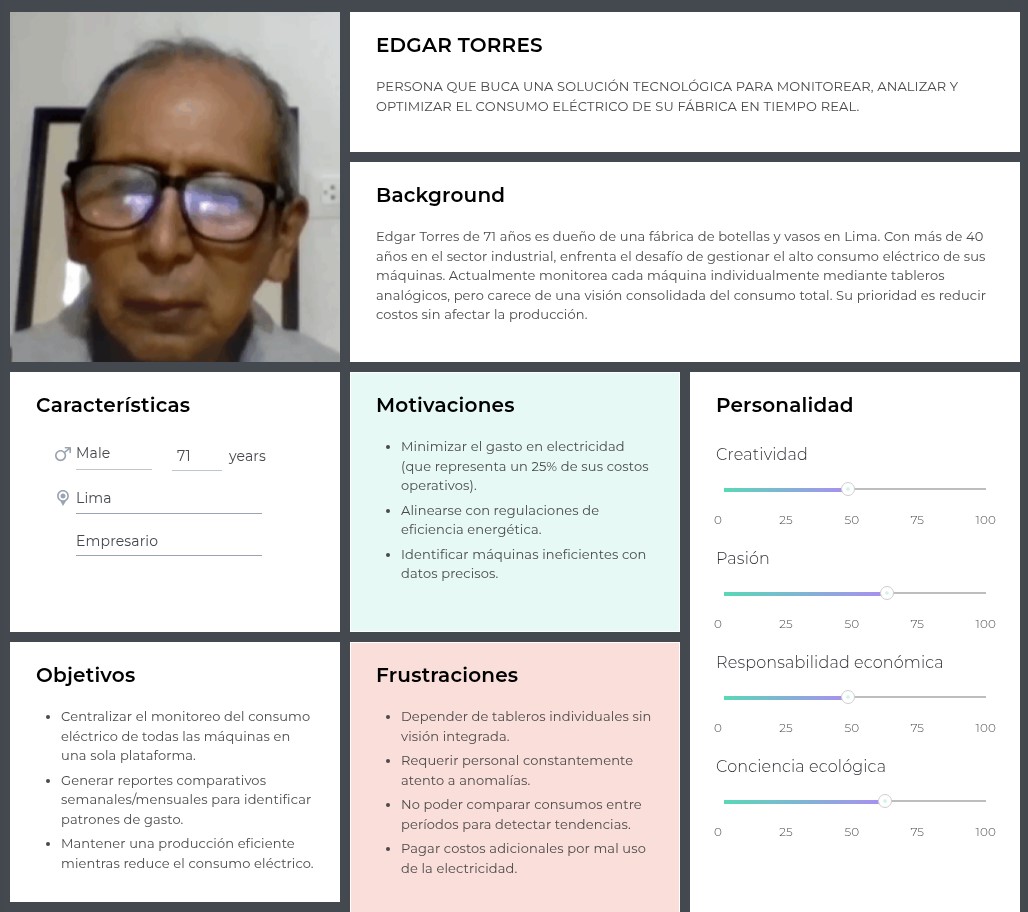 EDGAR TORRES
PERSONA QUE BUCA UNA SOLUCIÓN TECNOLÓGICA PARA MONITOREAR, ANALIZAR Y
OPTIMIZAR EL CONSUMO ELÉCTRICO DE SU FÁBRICA EN TIEMPO REAL.
Background
Edgar Torres de 71 años es dueño de una fábrica de botellas y vasos en Lima. Con más de 40
años en el sector industrial, enfrenta el desafío de gestionar el alto consumo eléctrico de sus
máquinas. Actualmente monitorea cada máquina individualmente mediante tableros
analógicos, pero carece de una visión consolidada del consumo total. Su prioridad es reducir
costos sin afectar la producción.
Características
Male 71 years
Lima
Empresario
Motivaciones
• Minimizar el gasto en electricidad
(que representa un 25% de sus costos
operativos).
• Alinearse con regulaciones de
eficiencia energética.
• Identificar máquinas ineficientes con
datos precisos.
Personalidad
Creatividad
0 25 50 75 100
Pasión
0 25 50 75 100
Responsabilidad económica
0 25 50 75 100
Conciencia ecológica
0 25 50 75 100
Objetivos
• Centralizar el monitoreo del consumo
eléctrico de todas las máquinas en
una sola plataforma.
• Generar reportes comparativos
semanales/mensuales para identificar
patrones de gasto.
• Mantener una producción eficiente
mientras reduce el consumo eléctrico.
Frustraciones
• Depender de tableros individuales sin
visión integrada.
• Requerir personal constantemente
atento a anomalías.
• No poder comparar consumos entre
períodos para detectar tendencias.
• Pagar costos adicionales por mal uso
de la electricidad.